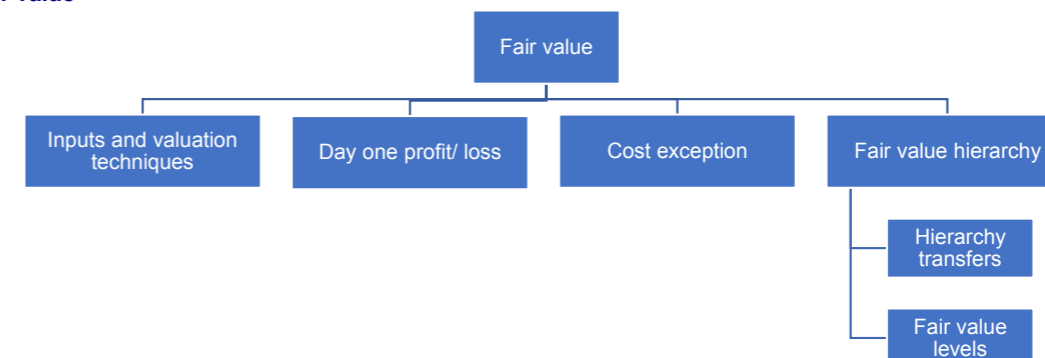 Fair value
Inputs and valuation
techniques
Day one profit/ loss
Cost exception
Fair value hierarchy
Hierarchy
transfers
Fair value
levels